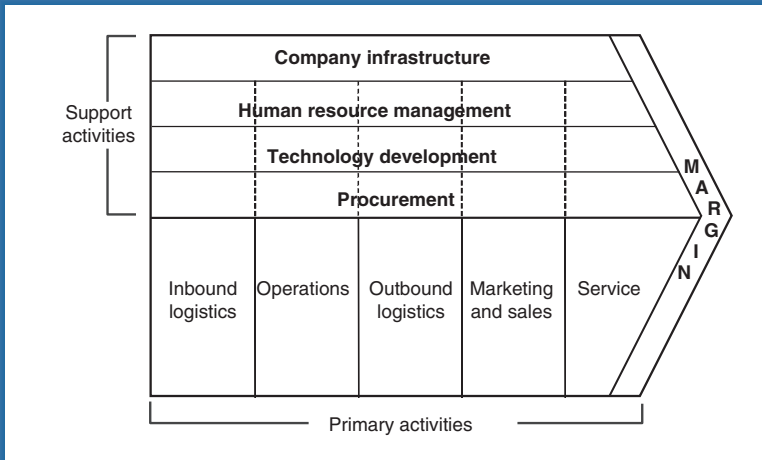 Company infrastructure
Support
activities
Human resource management
Technology development
Procurement
MARGIN
Inbound
logistics
Operations
Outbound
logistics
Marketing
and sales
Service
Primary activities